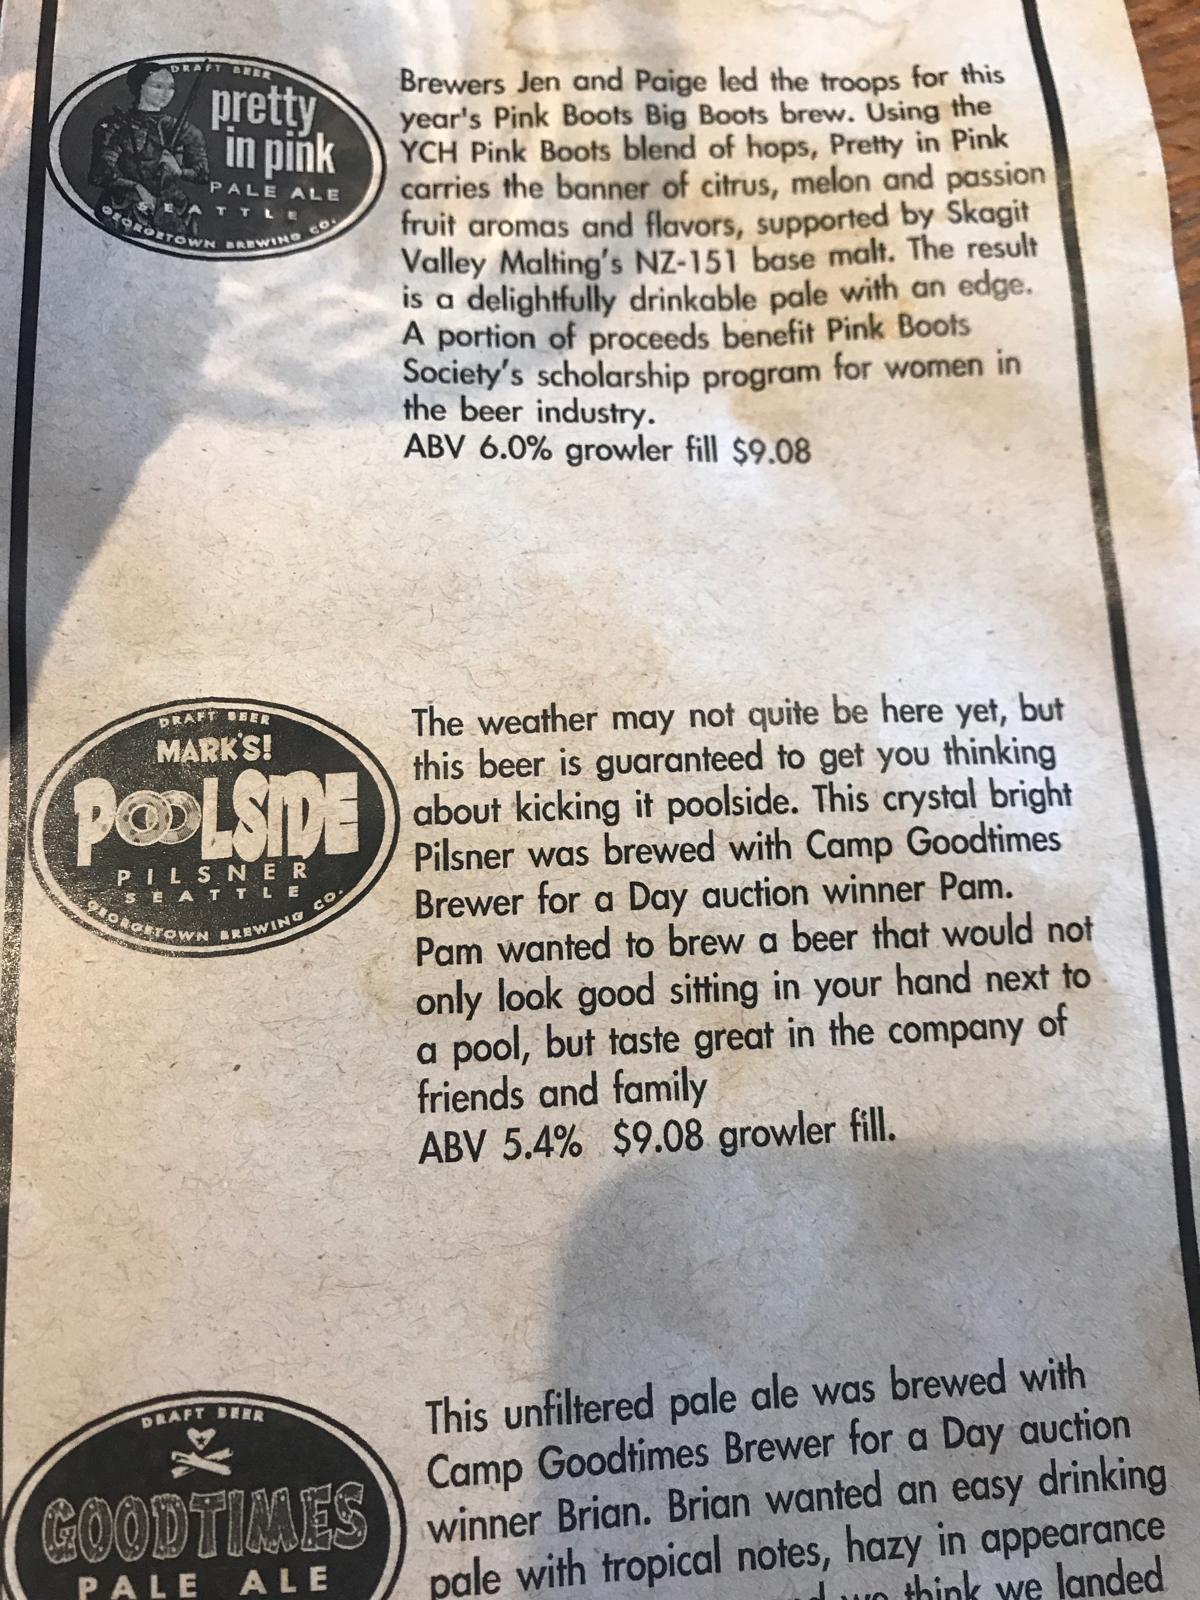 DRAFT BEER
pretty
in pink
PALE ALE
SEATTLE
GEORGETOWN BREWING CO.
Brewers Jen and Paige led the troops for this
year's Pink Boots Big Boots brew. Using the
YCH Pink Boots blend of hops, Pretty in Pink
carries the banner of citrus, melon and passion
fruit aromas and flavors, supported by Skagit
Valley Malting's NZ-151 base malt. The result
is a delightfully drinkable pale with an edge.
A portion of proceeds benefit Pink Boots
Society's scholarship program for women in
the beer industry.
ABV 6.0% growler fill $9.08
DRAFT BEER
MARK'S!
POOLSIDE
PILSNER
SEATTLE
GEORGETOWN BREWING CO.
The weather may not quite be here yet, but
this beer is guaranteed to get you thinking
about kicking it poolside. This crystal bright
Pilsner was brewed with Camp Goodtimes
Brewer for a Day auction winner Pam.
Pam wanted to brew a beer that would not
only look good sitting in your hand next to
a pool, but taste great in the company of
friends and family
ABV 5.4% $9.08 growler fill.
DRAFT BEER
GOODTIMES
PALE ALE
This unfiltered pale ale was brewed with
Camp Goodtimes Brewer for a Day auction
winner Brian. Brian wanted an easy drinking
pale with tropical notes, hazy in appearance
we think we landed